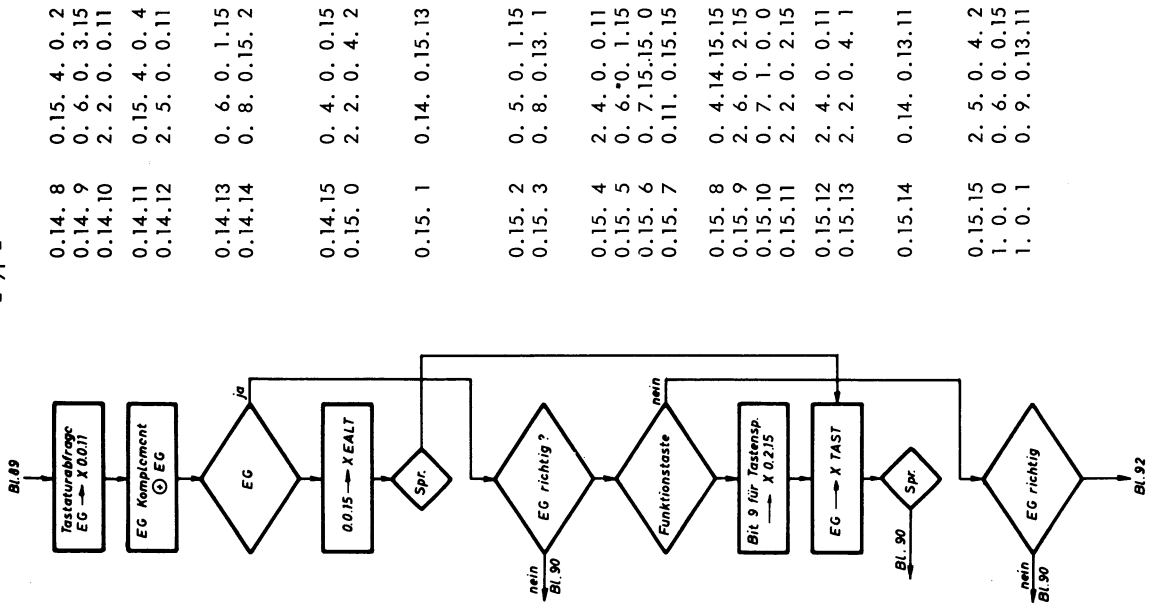 Bl.89
Tastaturabfrage
EG → X 0.0.11
EG Komplement
⊙ EG
EG
ja
0.0.15 → X EALT
Spr.
EG richtig?
nein
Bl.90
Funktionstaste
nein
Bit 9 für Tastensp.
→ X 0.2.15
EG → X TAST
Spr.
Bl.90
EG richtig
nein
Bl.90
Bl.92
0.14. 8 0.15. 4. 0. 2
0.14. 9 0. 6. 0. 3.15
0.14.10 2. 2. 0. 0.11
0.14.11 0.15. 4. 0. 4
0.14.12 2. 5. 0. 0.11
0.14.13 0. 6. 0. 1.15
0.14.14 0. 8. 0.15. 2
0.14.15 0. 4. 0. 0.15
0.15. 0 2. 2. 0. 4. 2
0.15. 1 0.14. 0.15.13
0.15. 2 0. 5. 0. 1.15
0.15. 3 0. 8. 0.13. 1
0.15. 4 2. 4. 0. 0.11
0.15. 5 0. 6. 0. 1.15
0.15. 6 0. 7.15.15. 0
0.15. 7 0.11. 0.15.15
0.15. 8 0. 4.14.15.15
0.15. 9 2. 6. 0. 2.15
0.15.10 0. 7. 1. 0. 0
0.15.11 2. 2. 0. 2.15
0.15.12 2. 4. 0. 0.11
0.15.13 2. 2. 0. 4. 1
0.15.14 0.14. 0.13.11
0.15.15 2. 5. 0. 4. 2
1. 0. 0 0. 6. 0. 0.15
1. 0. 1 0. 9. 0.13.11